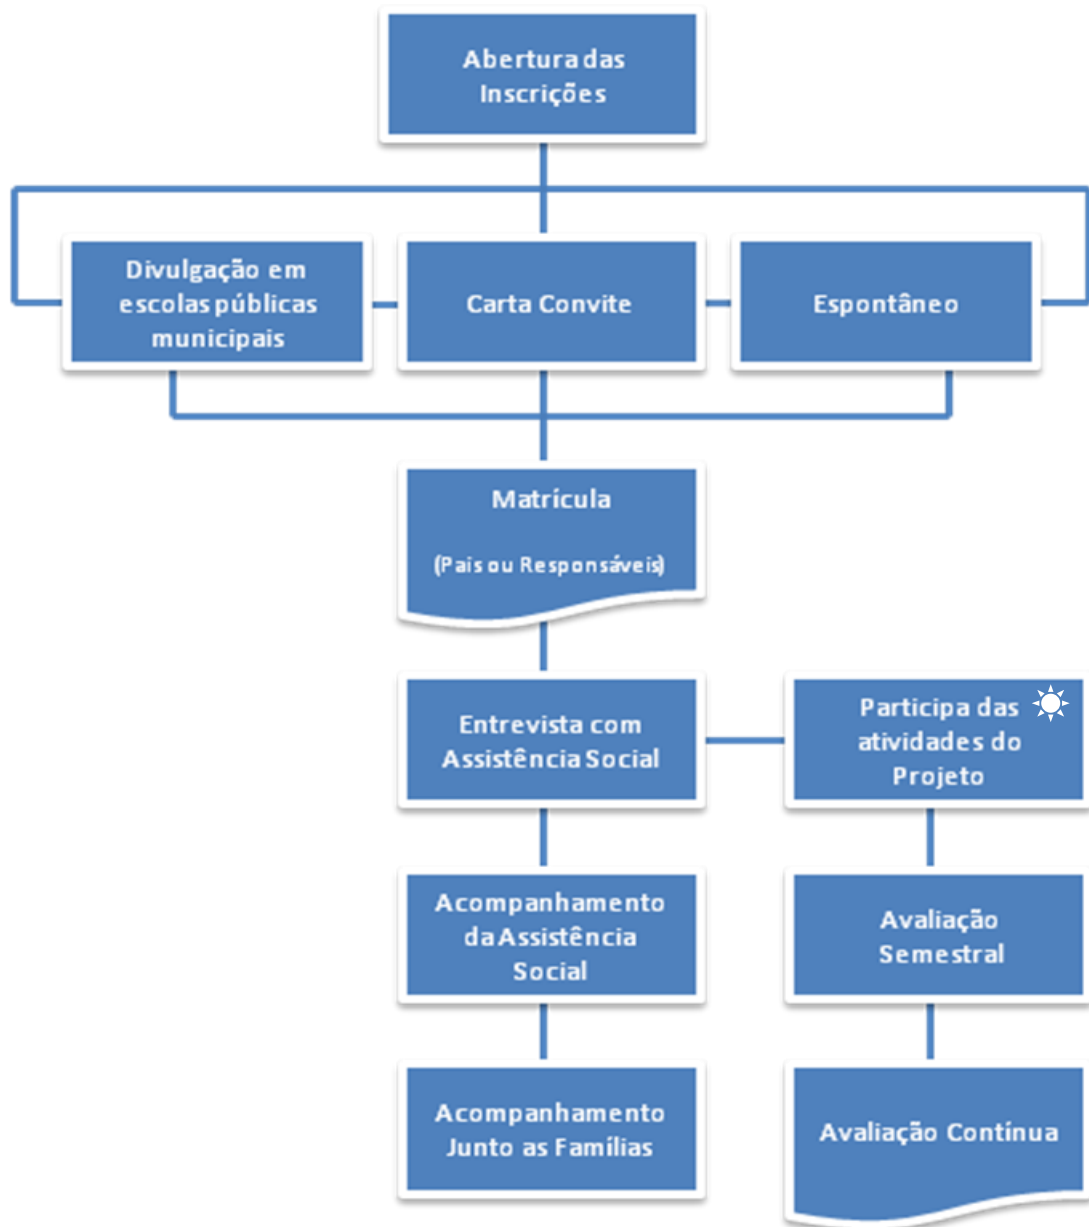 Abertura das
Inscrições
Divulgação em
escolas públicas
municipais
Carta Convite
Espontâneo
Matrícula
(Pais ou Responsáveis)
Entrevista com
Assistência Social
Participa das
atividades do
Projeto
Acompanhamento
da Assistência
Social
Avaliação
Semestral
Acompanhamento
Junto as Famílias
Avaliação Contínua